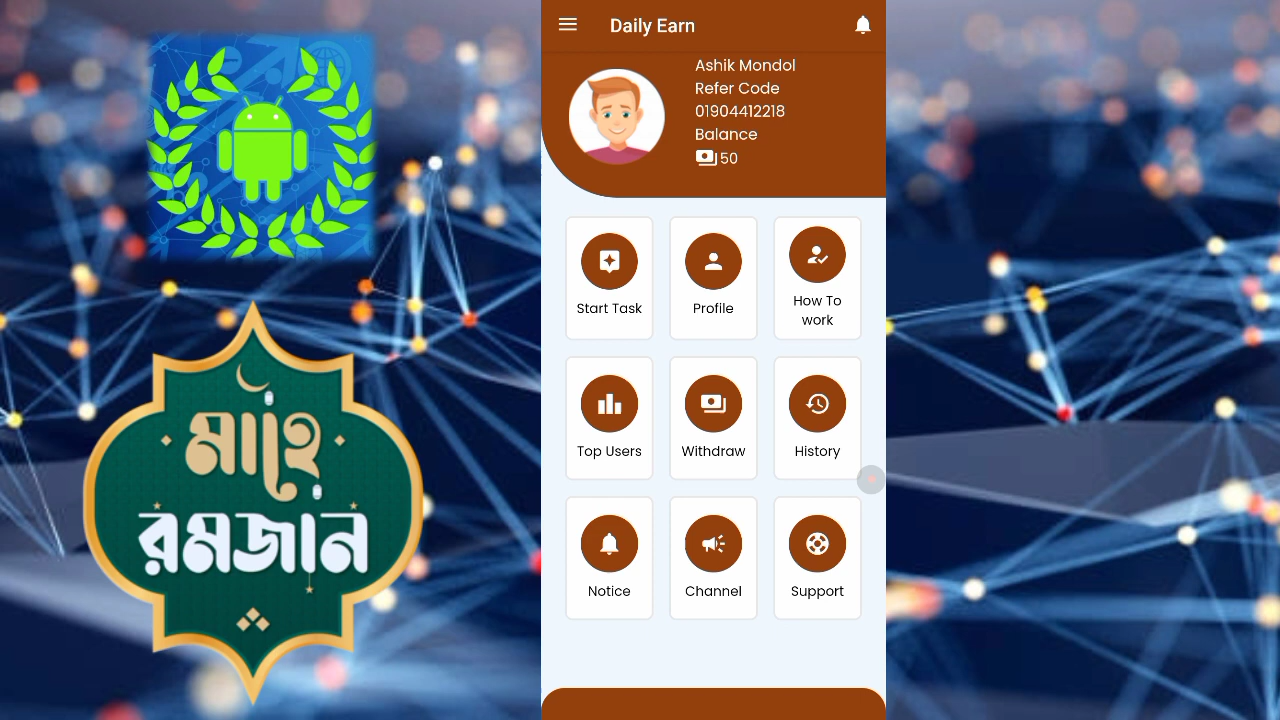 মাহে
রমজান
Daily Earn
Ashik Mondol
Refer Code
01904412218
Balance
50
Start Task
Profile
How To
work
Top Users
Withdraw
History
Notice
Channel
Support